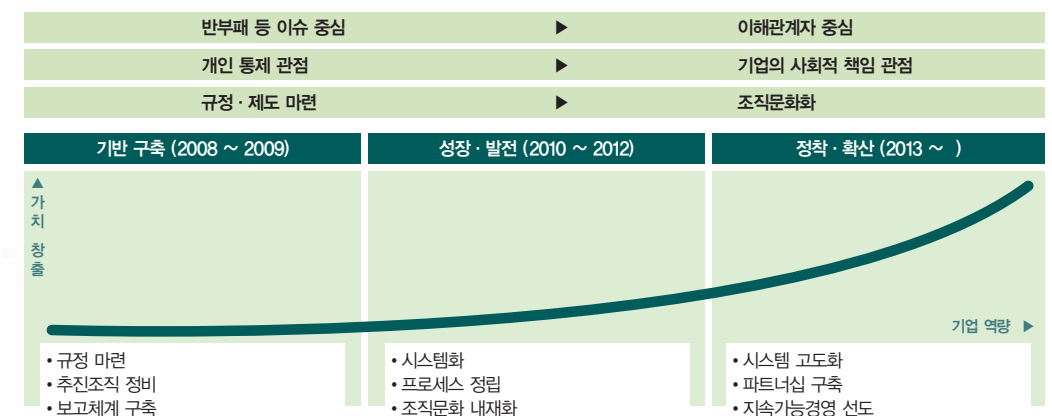 반부패 등 이슈 중심 ▶ 이해관계자 중심
개인 통제 관점 ▶ 기업의 사회적 책임 관점
규정 · 제도 마련 ▶ 조직문화화
기반 구축 (2008 ~ 2009) 성장 · 발전 (2010 ~ 2012) 정착 · 확산 (2013 ~ )
▲
가
치
창
출
기업 역량 ▶
• 규정 마련
• 추진조직 정비
• 보고체계 구축
• 시스템화
• 프로세스 정립
• 조직문화 내재화
• 시스템 고도화
• 파트너십 구축
• 지속가능경영 선도